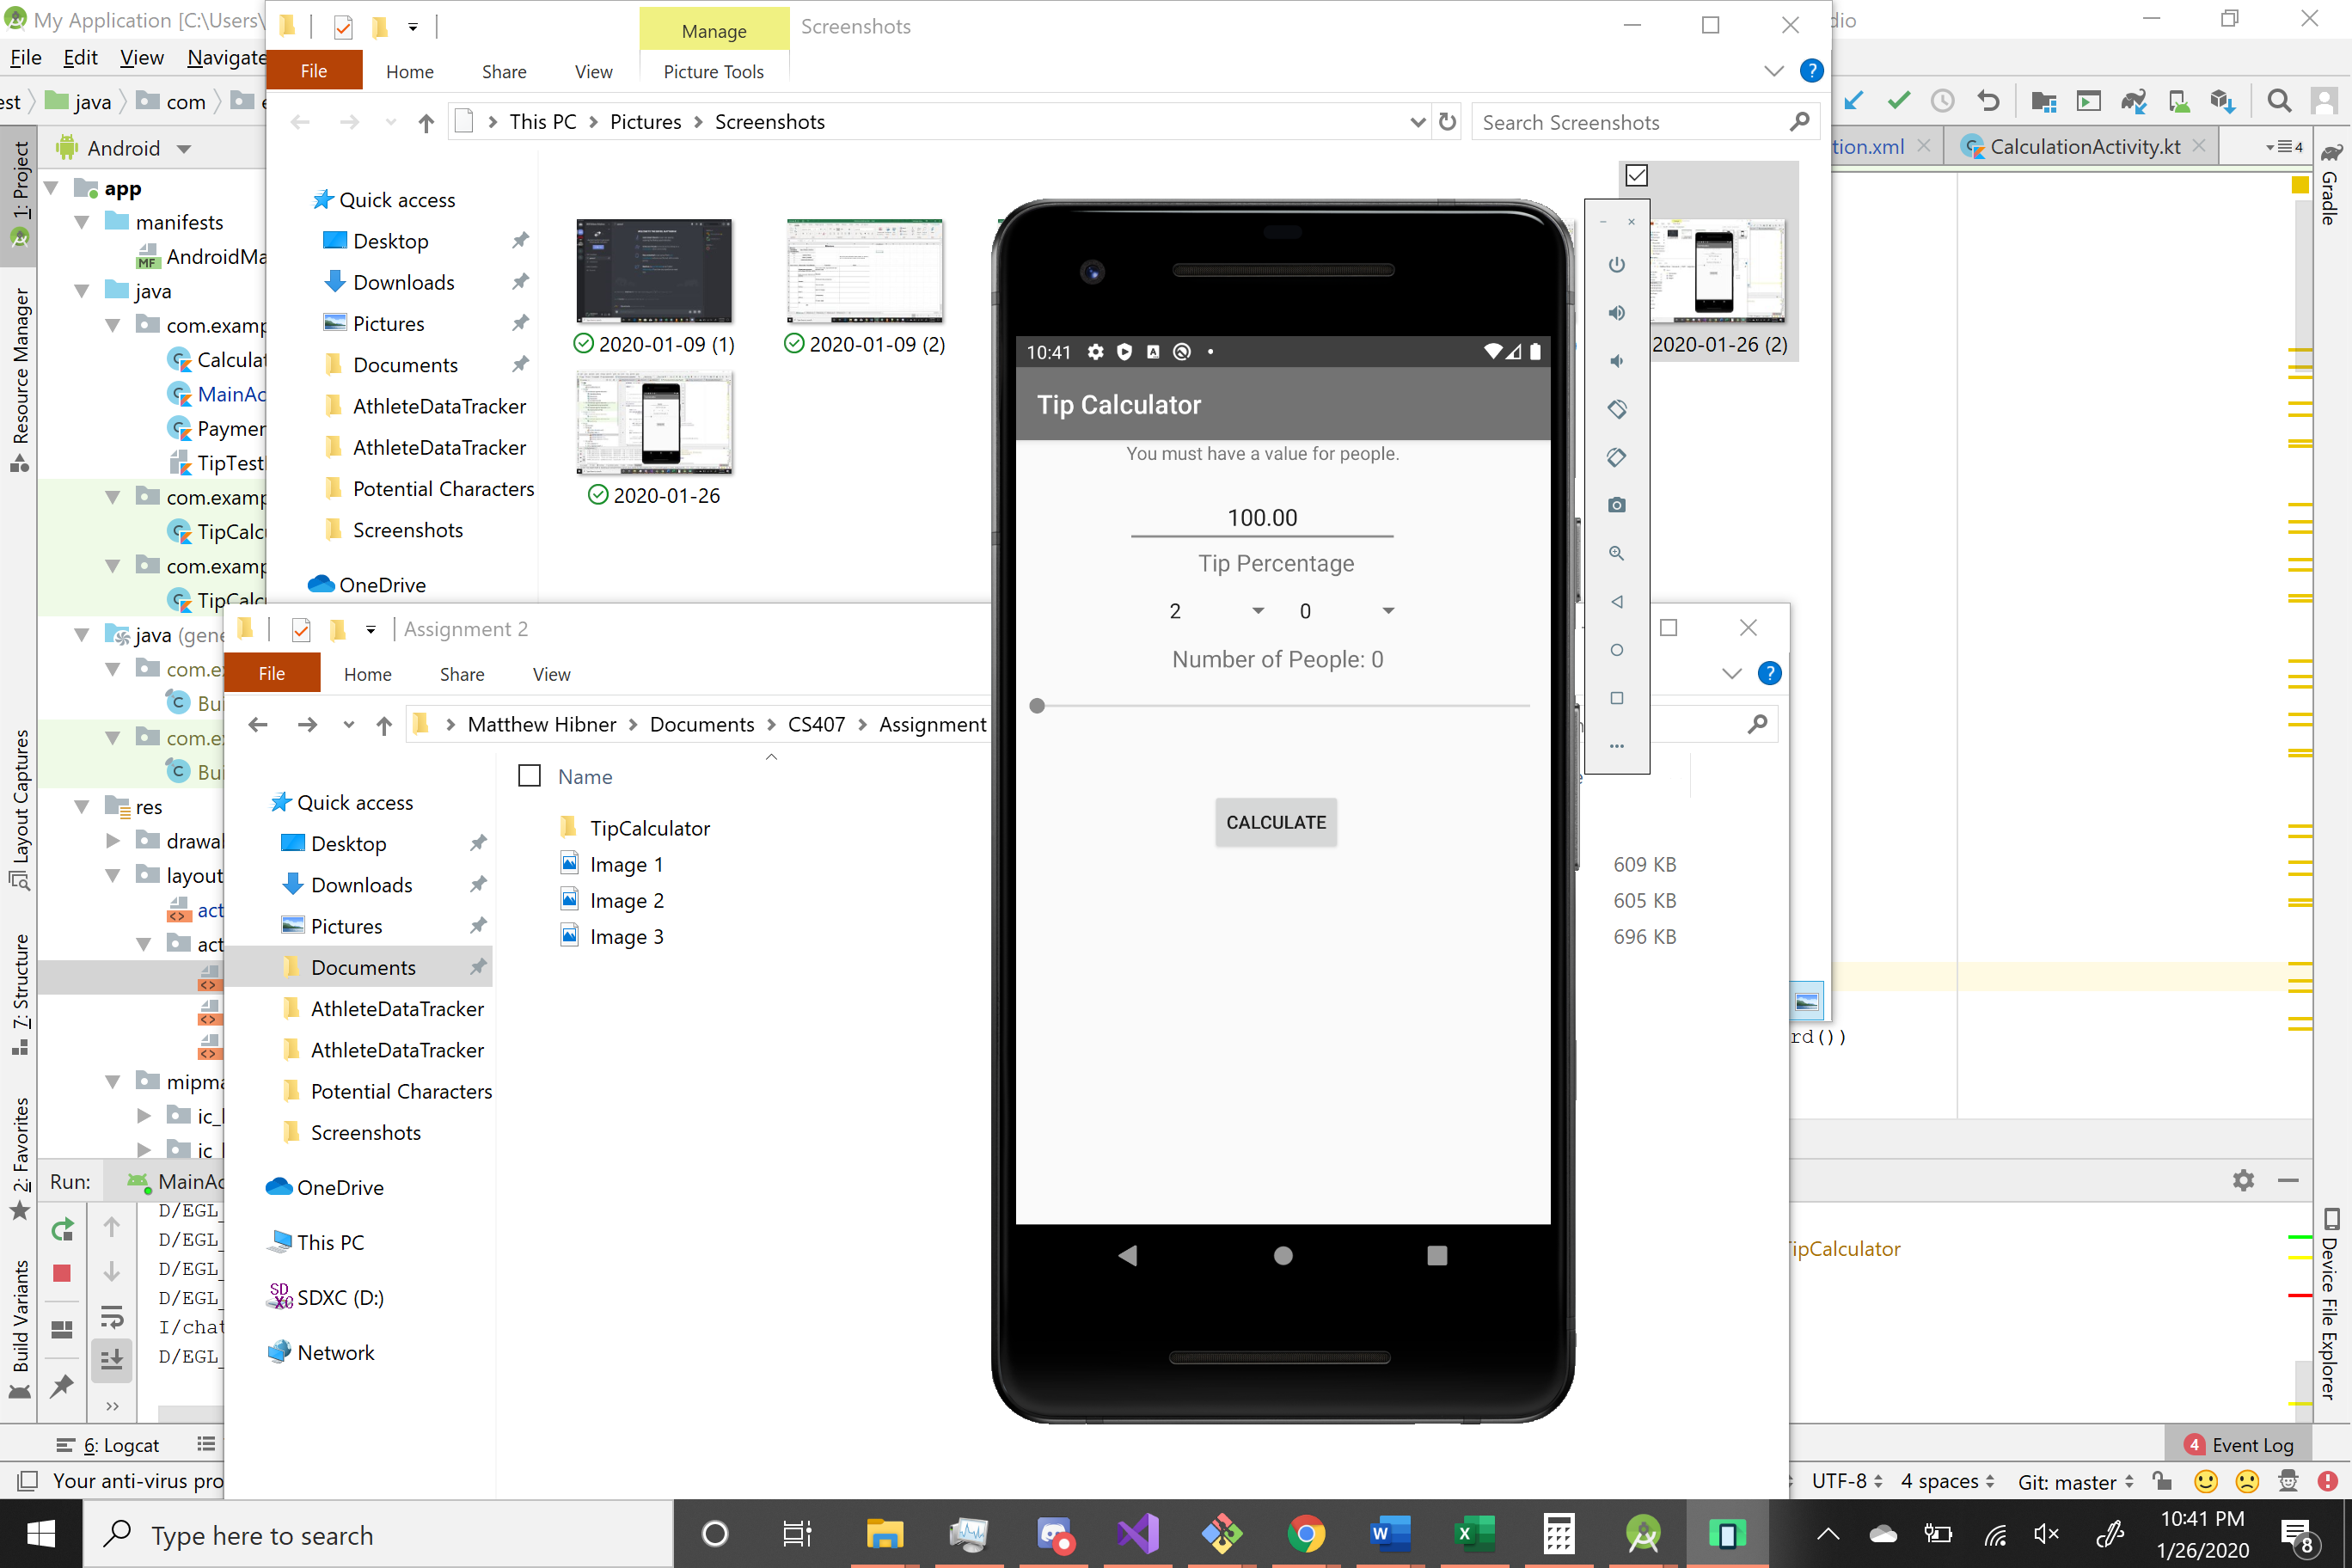 My Application [C:\Users\
File Edit View Navigate
est java com
Android
app
manifests
AndroidMa
java
com.examp
Calculat
MainAc
Paymer
TipTest
com.examp
TipCalc
com.examp
TipCalc
java (gene
com.ex
Bui
com.ex
Bui
res
drawal
layout
act
act
mipma
ic_l
ic_l
1: Project
Resource Manager
Layout Captures
7: Structure
2: Favorites
Build Variants
Run: MainAc
D/EGL_
D/EGL_
D/EGL_
D/EGL_
I/chat
D/EGL_
6: Logcat
Your anti-virus pro
Manage
Screenshots
File Home Share View Picture Tools
This PC Pictures Screenshots
Search Screenshots
Quick access
Desktop
Downloads
Pictures
Documents
AthleteDataTracker
AthleteDataTracker
Potential Characters
Screenshots
OneDrive
2020-01-09 (1)
2020-01-09 (2)
2020-01-26 (2)
2020-01-26
Assignment 2
File Home Share View
Matthew Hibner Documents CS407 Assignment
Name
Quick access
Desktop
Downloads
Pictures
Documents
AthleteDataTracker
AthleteDataTracker
Potential Characters
Screenshots
OneDrive
This PC
SDXC (D:)
Network
TipCalculator
Image 1
Image 2
Image 3
609 KB
605 KB
696 KB
10:41
Tip Calculator
You must have a value for people.
100.00
Tip Percentage
2 0
Number of People: 0
CALCULATE
dio
tion.xml CalculationActivity.kt 4
Gradle
rd())
ipCalculator
Device File Explorer
4 Event Log
UTF-8 4 spaces Git: master
Type here to search
10:41 PM
1/26/2020
8